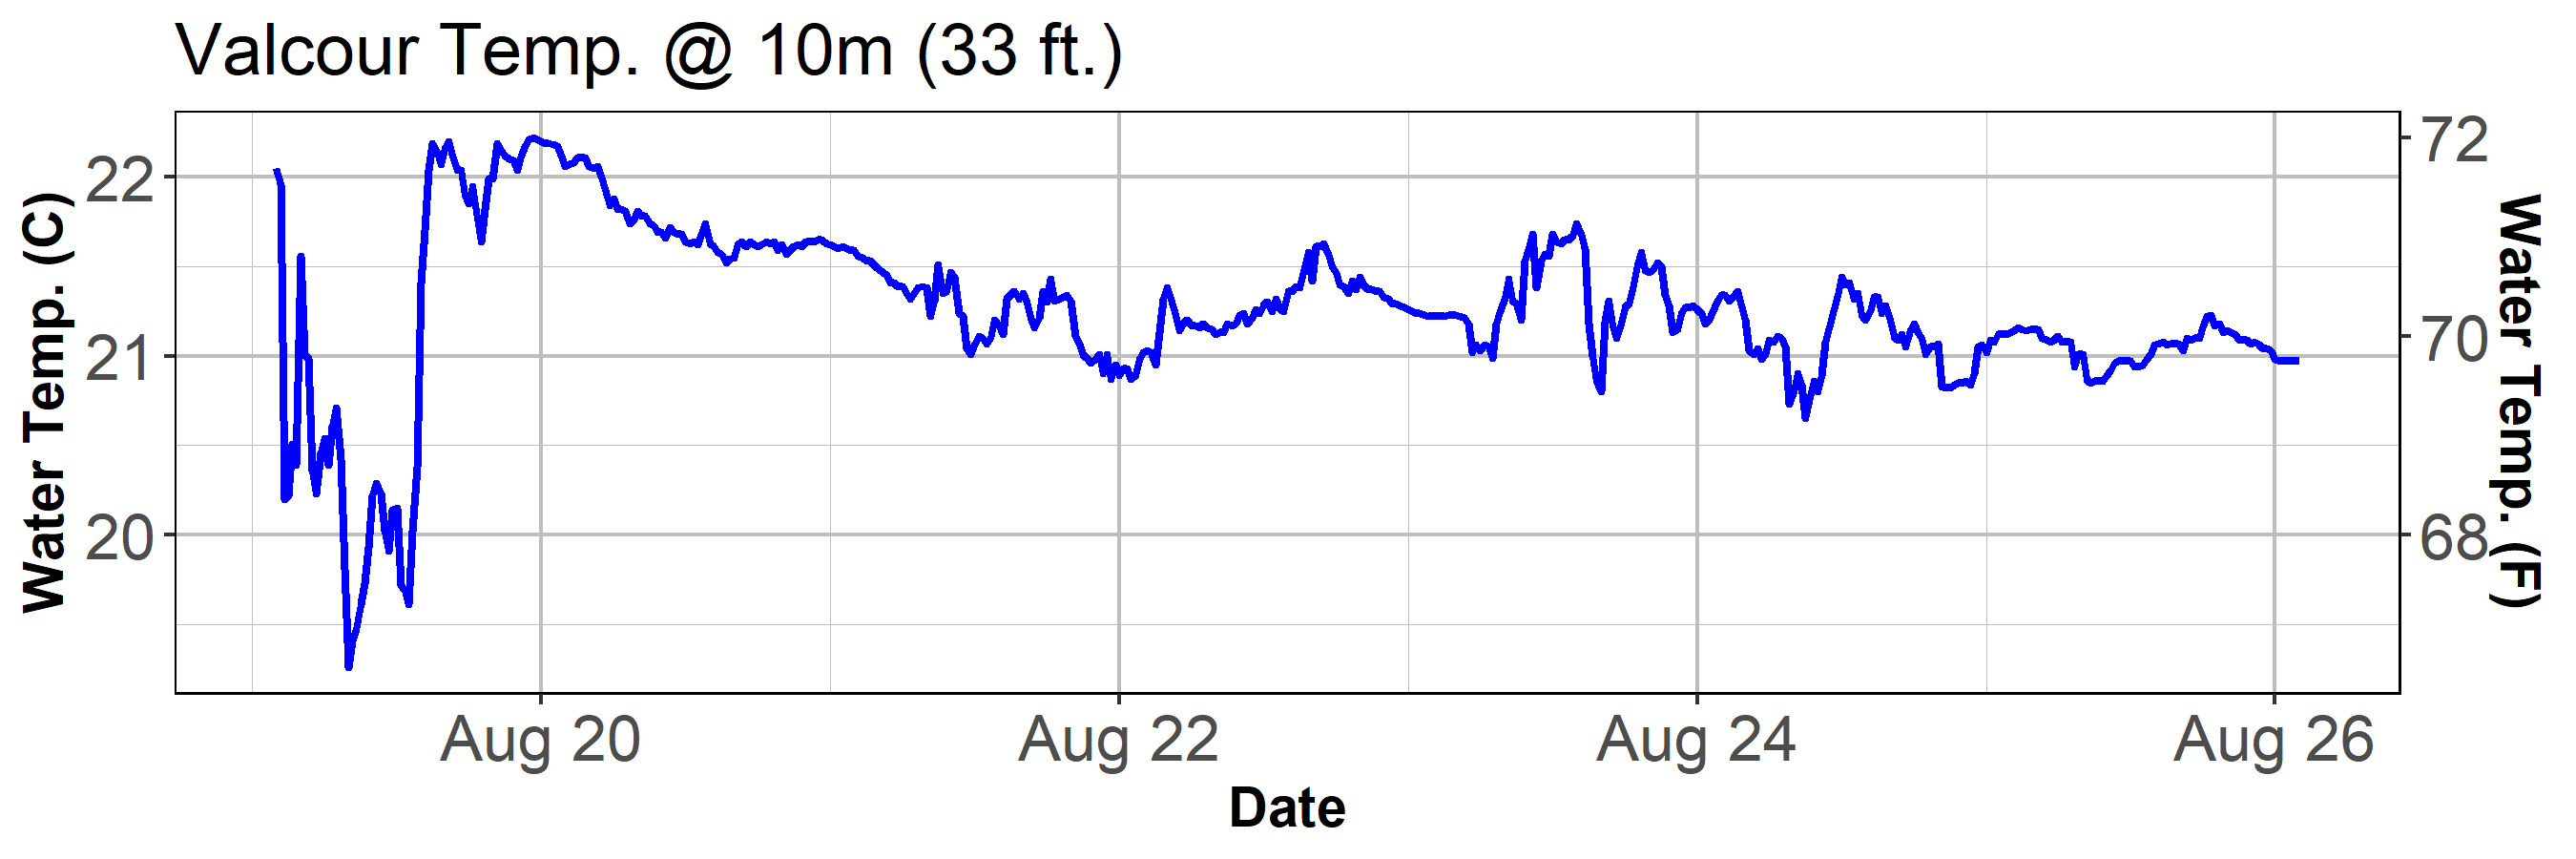 Valcour Temp. @ 10m (33 ft.)
Water Temp. (C)
22
21
20
72
70
68
Water Temp. (F)
Aug 20
Aug 22
Aug 24
Aug 26
Date